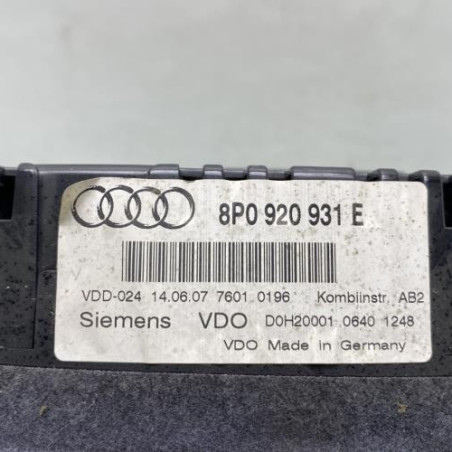 8P0 920 931 E
VDD-024 14.06.07 7601 0196 Kombiinstr. AB2
Siemens VDO D0H20001 0640 1248
VDO Made in Germany